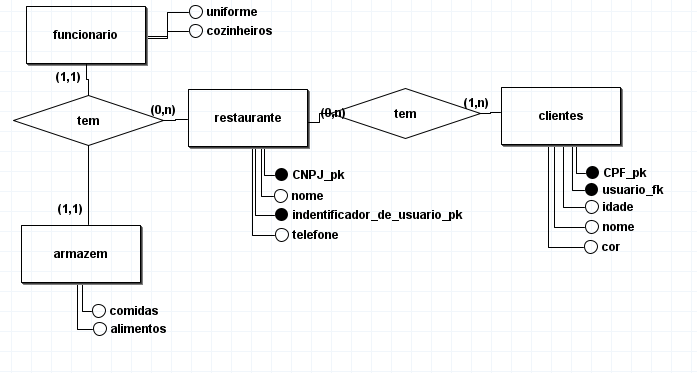 uniforme
funcionario
cozinheiros
(1,1)
(0,n)
tem
restaurante
(0,n)
tem
(1,n)
clientes
CNPJ_pk
nome
indentificador_de_usuario_pk
telefone
CPF_pk
usuario_fk
idade
nome
cor
(1,1)
armazem
comidas
alimentos